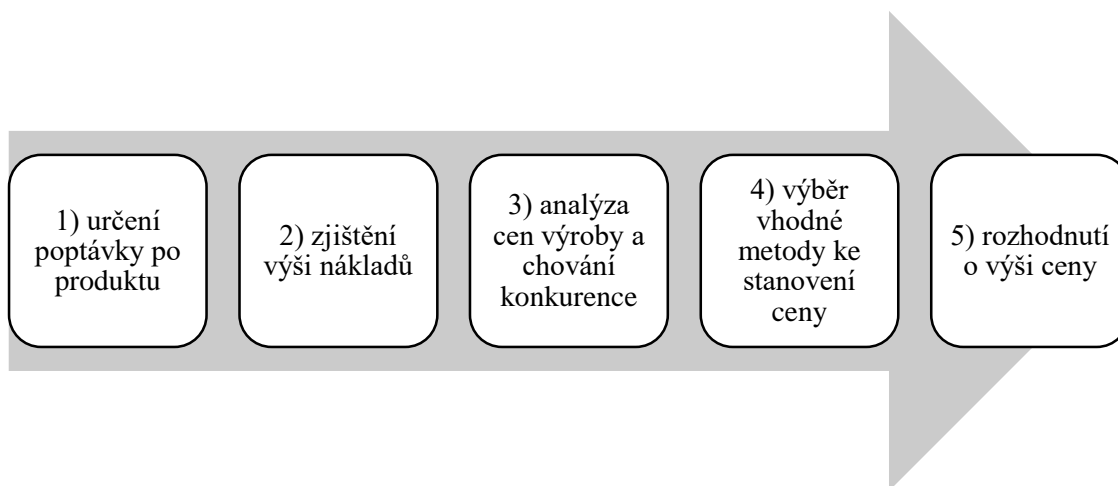 1) určení
poptávky po
produktu
2) zjištění
výši nákladů
3) analýza
cen výroby a
chování
konkurence
4) výběr
vhodné
metody ke
stanovení
ceny
5) rozhodnutí
o výši ceny